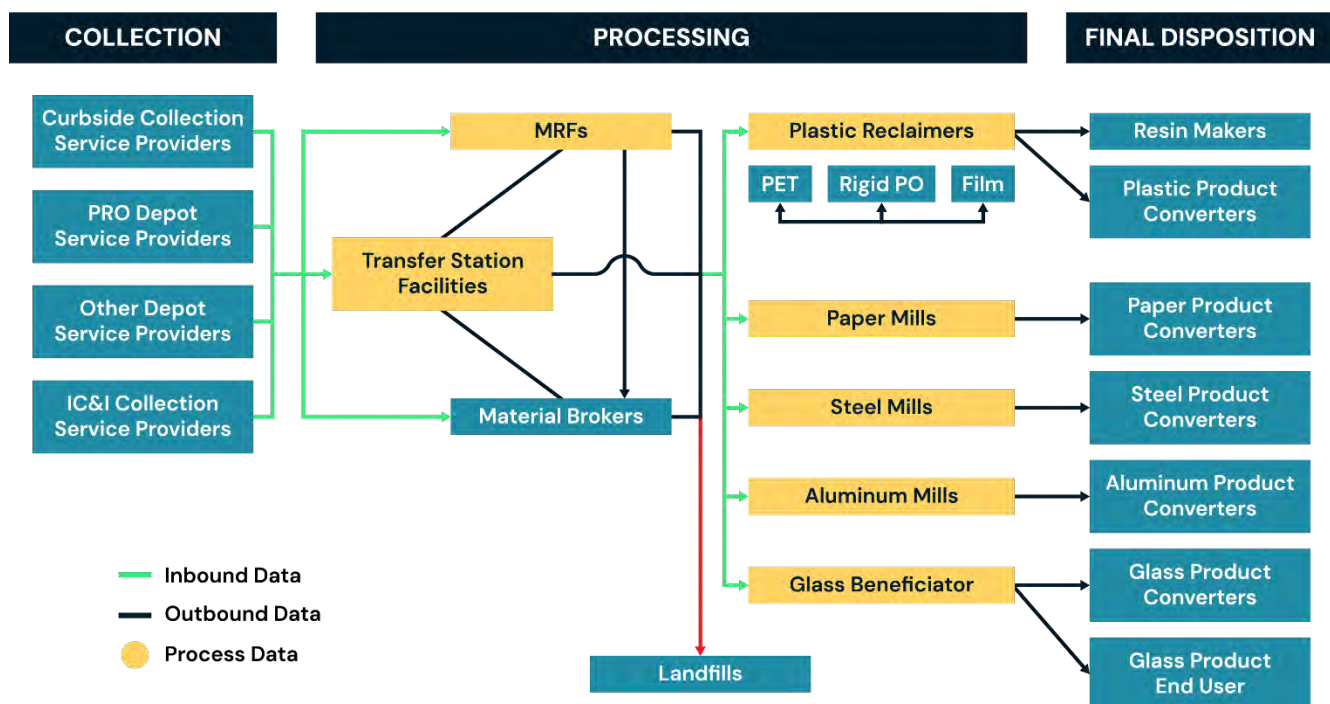 COLLECTION
PROCESSING
FINAL DISPOSITION
Curbside Collection
Service Providers
PRO Depot
Service Providers
Other Depot
Service Providers
IC&I Collection
Service Providers
MRFs
Transfer Station
Facilities
Material Brokers
Landfills
Plastic Reclaimers
PET
Rigid PO
Film
Paper Mills
Steel Mills
Aluminum Mills
Glass Beneficiator
Resin Makers
Plastic Product
Converters
Paper Product
Converters
Steel Product
Converters
Aluminum Product
Converters
Glass Product
Converters
Glass Product
End User
Inbound Data
Outbound Data
Process Data